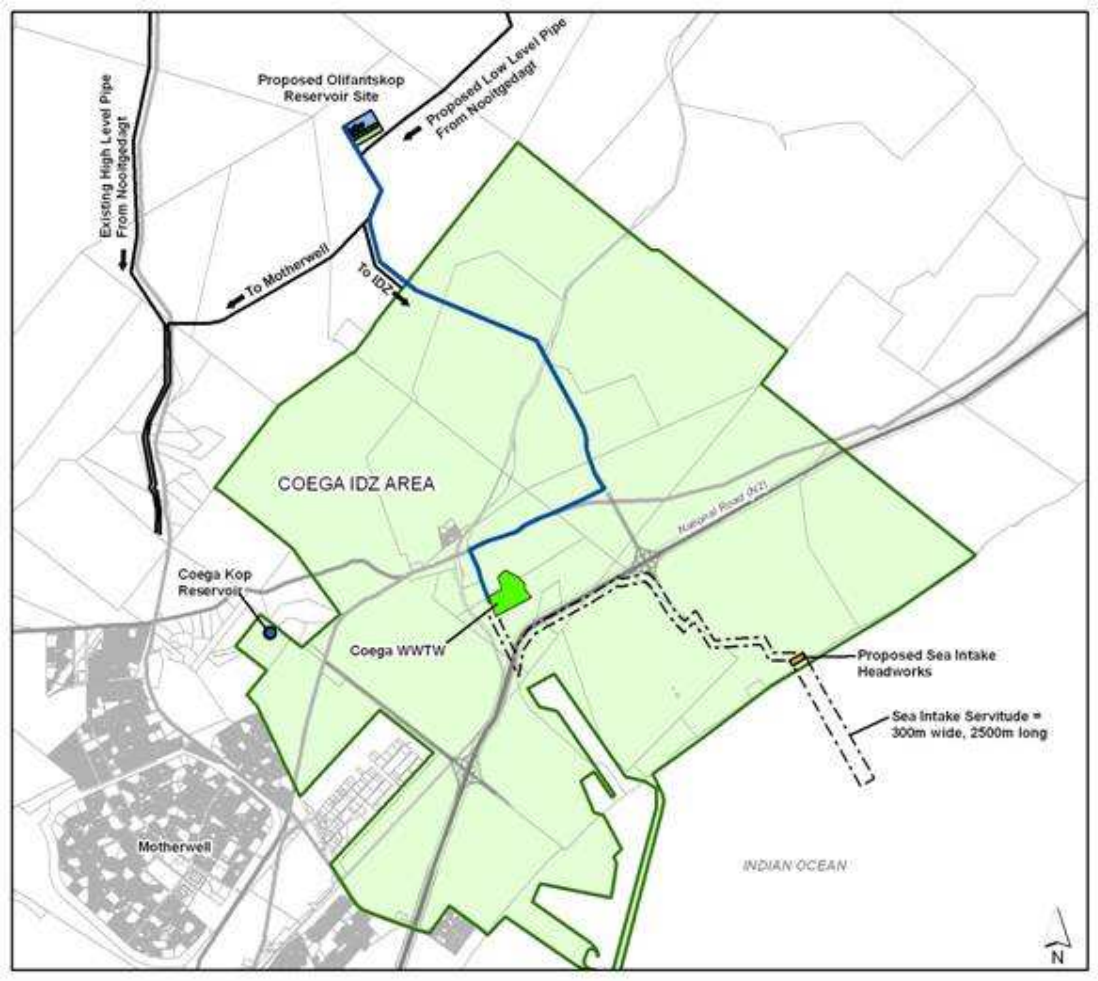 Proposed Olifantskop
Reservoir Site
Proposed Low Level Pipe
From Nooitgedagt
Existing High Level Pipe
From Nooitgedagt
To Motherwell
To IDZ
COEGA IDZ AREA
National Road (N2)
Coega Kop
Reservoir
Coega WWTW
Proposed Sea Intake
Headworks
Sea Intake Servitude =
300m wide, 2500m long
Motherwell
INDIAN OCEAN
N